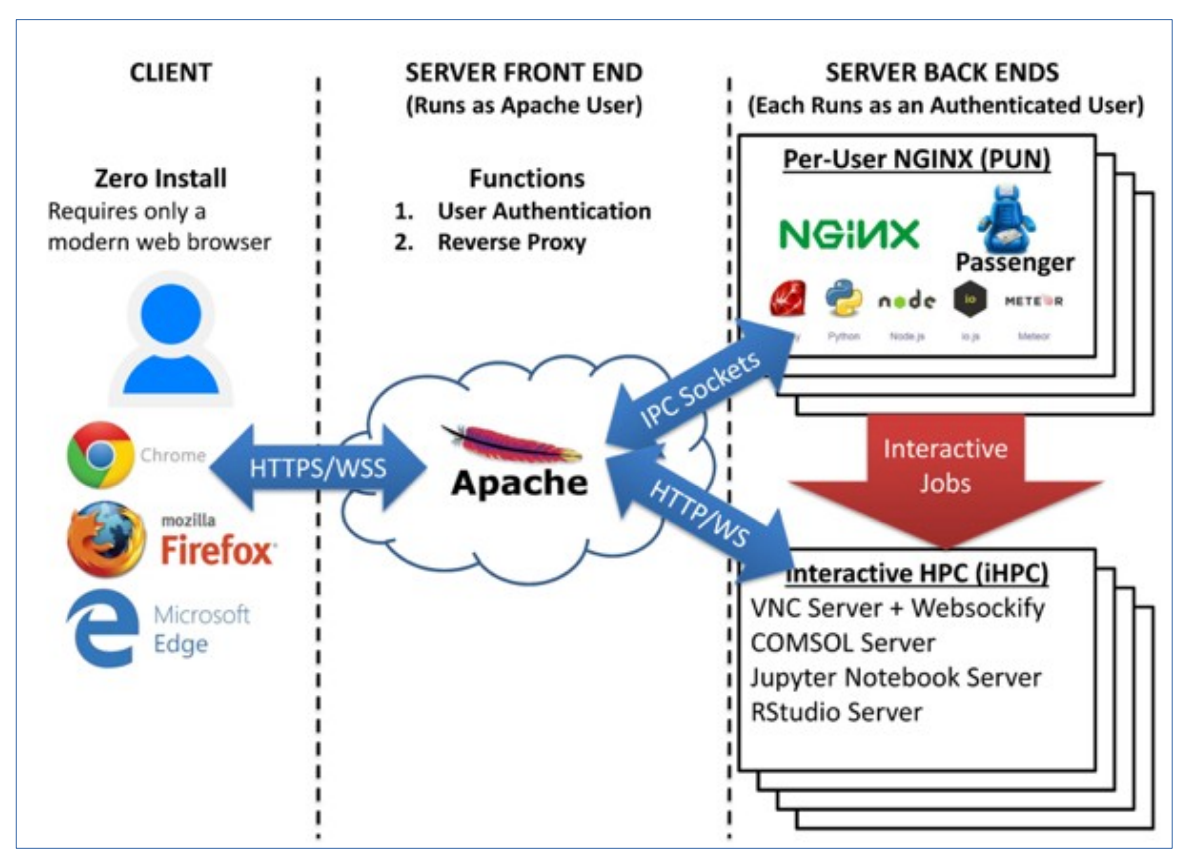 CLIENT
Zero Install
Requires only a
modern web browser
Chrome
mozilla
Firefox
Microsoft
Edge
HTTPS/WSS
SERVER FRONT END
(Runs as Apache User)
Functions
1. User Authentication
2. Reverse Proxy
Apache
IPC Sockets
HTTP/WS
SERVER BACK ENDS
(Each Runs as an Authenticated User)
Per-User NGINX (PUN)
NGiNX
Passenger
node
io
METEOR
Python
Node.js
io.js
Meteor
Interactive
Jobs
Interactive HPC (iHPC)
VNC Server + Websockify
COMSOL Server
Jupyter Notebook Server
RStudio Server